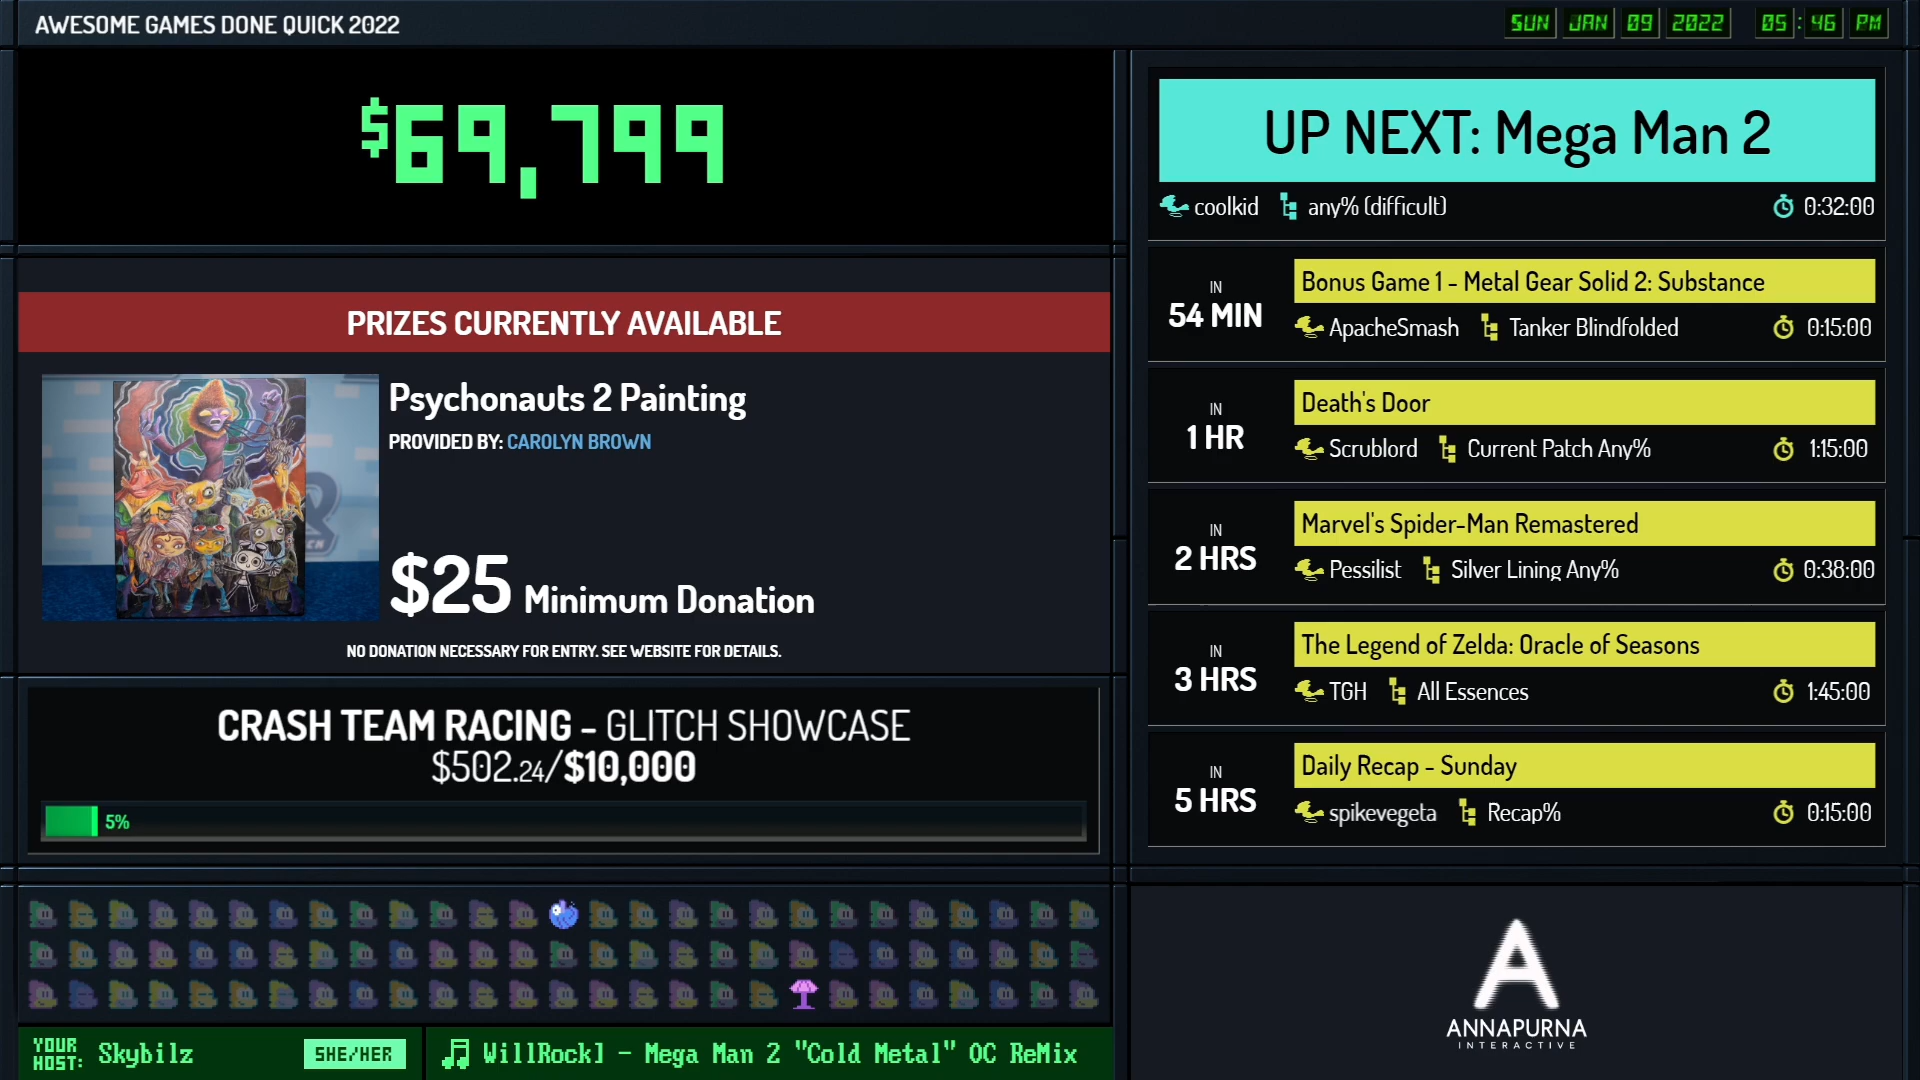 AWESOME GAMES DONE QUICK 2022
SUN JAN 09 2022 05:46 PM
$69,799
PRIZES CURRENTLY AVAILABLE
Psychonauts 2 Painting
PROVIDED BY: CAROLYN BROWN
$25 Minimum Donation
NO DONATION NECESSARY FOR ENTRY. SEE WEBSITE FOR DETAILS.
CRASH TEAM RACING - GLITCH SHOWCASE
$502.24/$10,000
5%
YOUR HOST: Skybilz SHE/HER
WillRock] - Mega Man 2 "Cold Metal" OC ReMix
UP NEXT: Mega Man 2
coolkid any% (difficult) 0:32:00
IN 54 MIN
Bonus Game 1 - Metal Gear Solid 2: Substance
ApacheSmash Tanker Blindfolded 0:15:00
IN 1 HR
Death's Door
Scrublord Current Patch Any% 1:15:00
IN 2 HRS
Marvel's Spider-Man Remastered
Pessilist Silver Lining Any% 0:38:00
IN 3 HRS
The Legend of Zelda: Oracle of Seasons
TGH All Essences 1:45:00
IN 5 HRS
Daily Recap - Sunday
spikevegeta Recap% 0:15:00
A
ANNAPURNA
INTERACTIVE